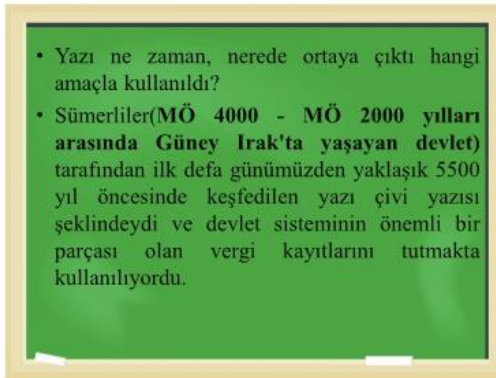 • Yazı ne zaman, nerede ortaya çıktı hangi
amaçla kullanıldı?
• Sümerliler(MÖ 4000 - MÖ 2000 yılları
arasında Güney Irak'ta yaşayan devlet)
tarafından ilk defa günümüzden yaklaşık 5500
yıl öncesinde keşfedilen yazı çivi yazısı
şeklindeydi ve devlet sisteminin önemli bir
parçası olan vergi kayıtlarını tutmakta
kullanılıyordu.